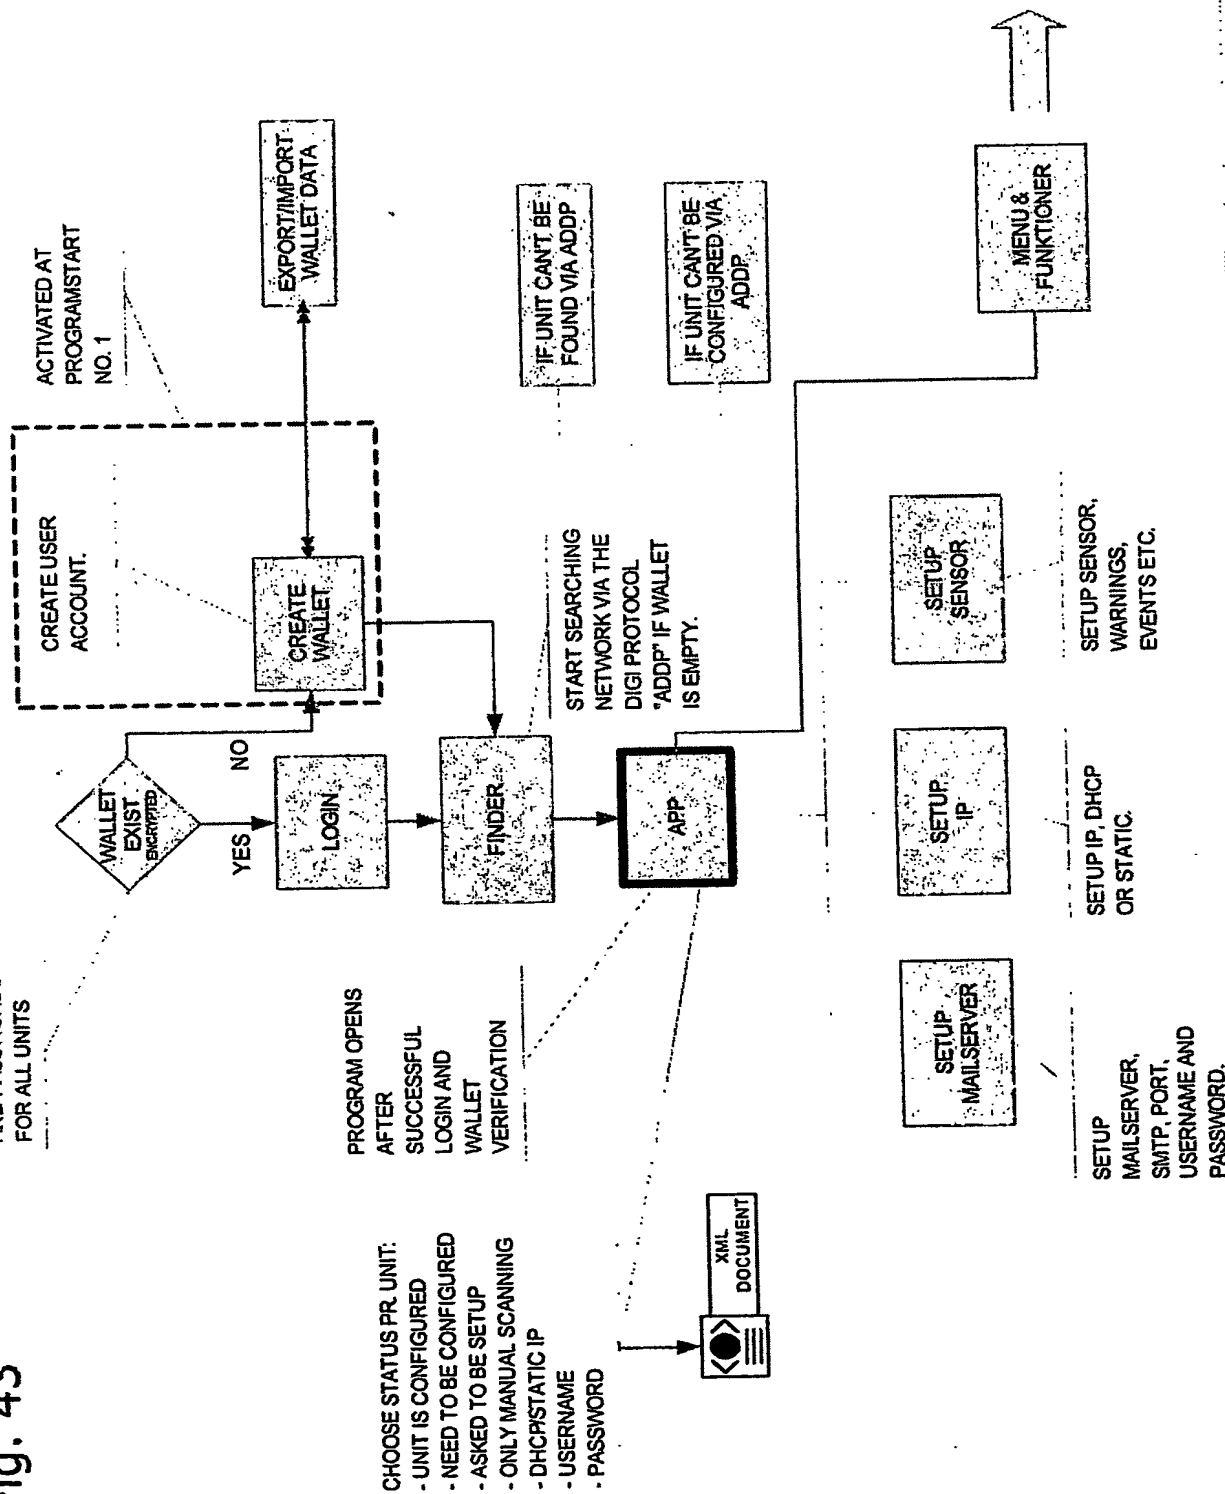 Fig. 43
FOR ALL UNITS
WALLET
EXIST
ENCRYPTED
YES
NO
CREATE USER
ACCOUNT.
ACTIVATED AT
PROGRAMSTART
NO. 1
CREATE
WALLET
EXPORT/IMPORT
WALLET DATA
LOGIN
FINDER
START SEARCHING
NETWORK VIA THE
DIGI PROTOCOL
"ADDP" IF WALLET
IS EMPTY.
IF UNIT CAN'T BE
FOUND VIA ADDP
IF UNIT CAN'T BE
CONFIGURED VIA
ADDP
PROGRAM OPENS
AFTER
SUCCESSFUL
LOGIN AND
WALLET
VERIFICATION
APP
CHOOSE STATUS PR. UNIT:
- UNIT IS CONFIGURED
- NEED TO BE CONFIGURED
- ASKED TO BE SETUP
- ONLY MANUAL SCANNING
- DHCP/STATIC IP
- USERNAME
- PASSWORD
XML
DOCUMENT
SETUP
MAILSERVER
SETUP
IP
SETUP
SENSOR
MENU &
FUNKTIONER
SETUP
MAILSERVER,
SMTP, PORT,
USERNAME AND
PASSWORD.
SETUP IP, DHCP
OR STATIC.
SETUP SENSOR,
WARNINGS,
EVENTS ETC.